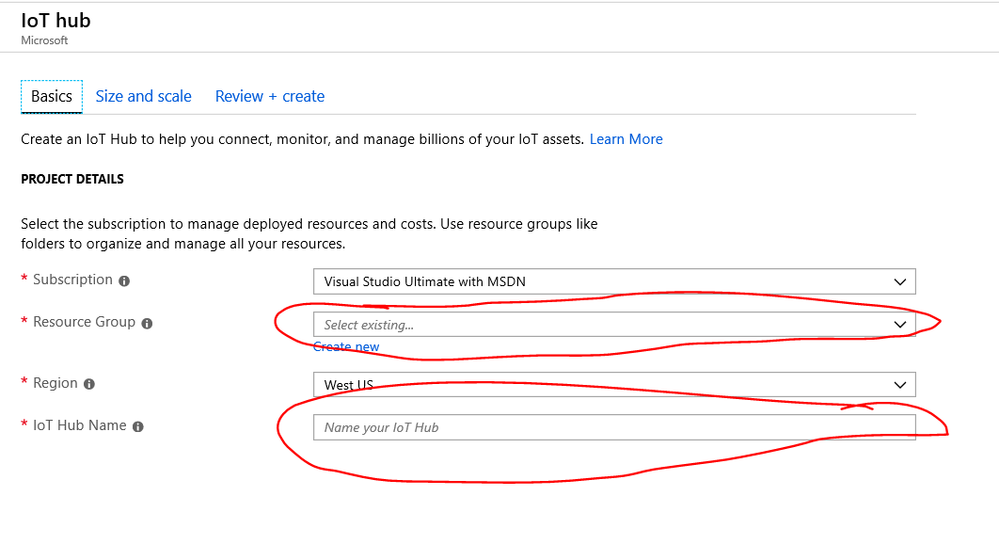 IoT hub
Microsoft
Basics Size and scale Review + create
Create an IoT Hub to help you connect, monitor, and manage billions of your IoT assets. Learn More
PROJECT DETAILS
Select the subscription to manage deployed resources and costs. Use resource groups like
folders to organize and manage all your resources.
* Subscription Visual Studio Ultimate with MSDN
* Resource Group Select existing...
Create new
* Region West US
* IoT Hub Name Name your IoT Hub